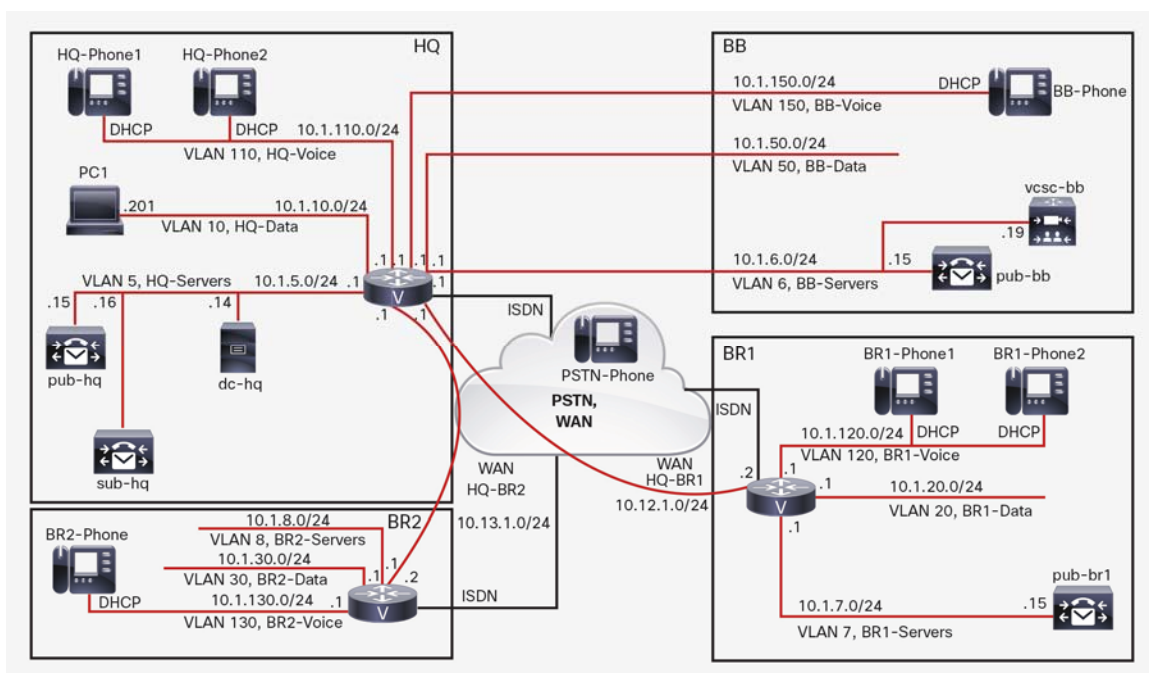 HQ
HQ-Phone1
HQ-Phone2
DHCP
DHCP
10.1.110.0/24
VLAN 110, HQ-Voice
PC1
.201
10.1.10.0/24
VLAN 10, HQ-Data
VLAN 5, HQ-Servers
10.1.5.0/24
.1
.15
.16
.14
pub-hq
dc-hq
sub-hq
.1
.1
.1
.1
.1
.1
.1
V
BB
10.1.150.0/24
VLAN 150, BB-Voice
DHCP
BB-Phone
10.1.50.0/24
VLAN 50, BB-Data
vcsc-bb
.19
10.1.6.0/24
VLAN 6, BB-Servers
.15
pub-bb
ISDN
PSTN-Phone
PSTN,
WAN
ISDN
WAN
HQ-BR2
10.13.1.0/24
WAN
HQ-BR1
10.12.1.0/24
ISDN
BR1
BR1-Phone1
BR1-Phone2
10.1.120.0/24
DHCP
DHCP
VLAN 120, BR1-Voice
.2
.1
.1
.1
10.1.20.0/24
VLAN 20, BR1-Data
pub-br1
10.1.7.0/24
.15
VLAN 7, BR1-Servers
BR2
10.1.8.0/24
VLAN 8, BR2-Servers
BR2-Phone
10.1.30.0/24
VLAN 30, BR2-Data
.1
.1
.2
DHCP
10.1.130.0/24
.1
VLAN 130, BR2-Voice
V